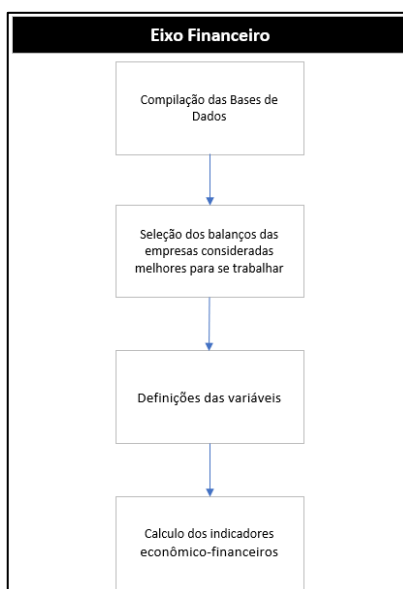 Eixo Financeiro
Compilação das Bases de
Dados
Seleção dos balanços das
empresas consideradas
melhores para se trabalhar
Definições das variáveis
Calculo dos indicadores
econômico-financeiros